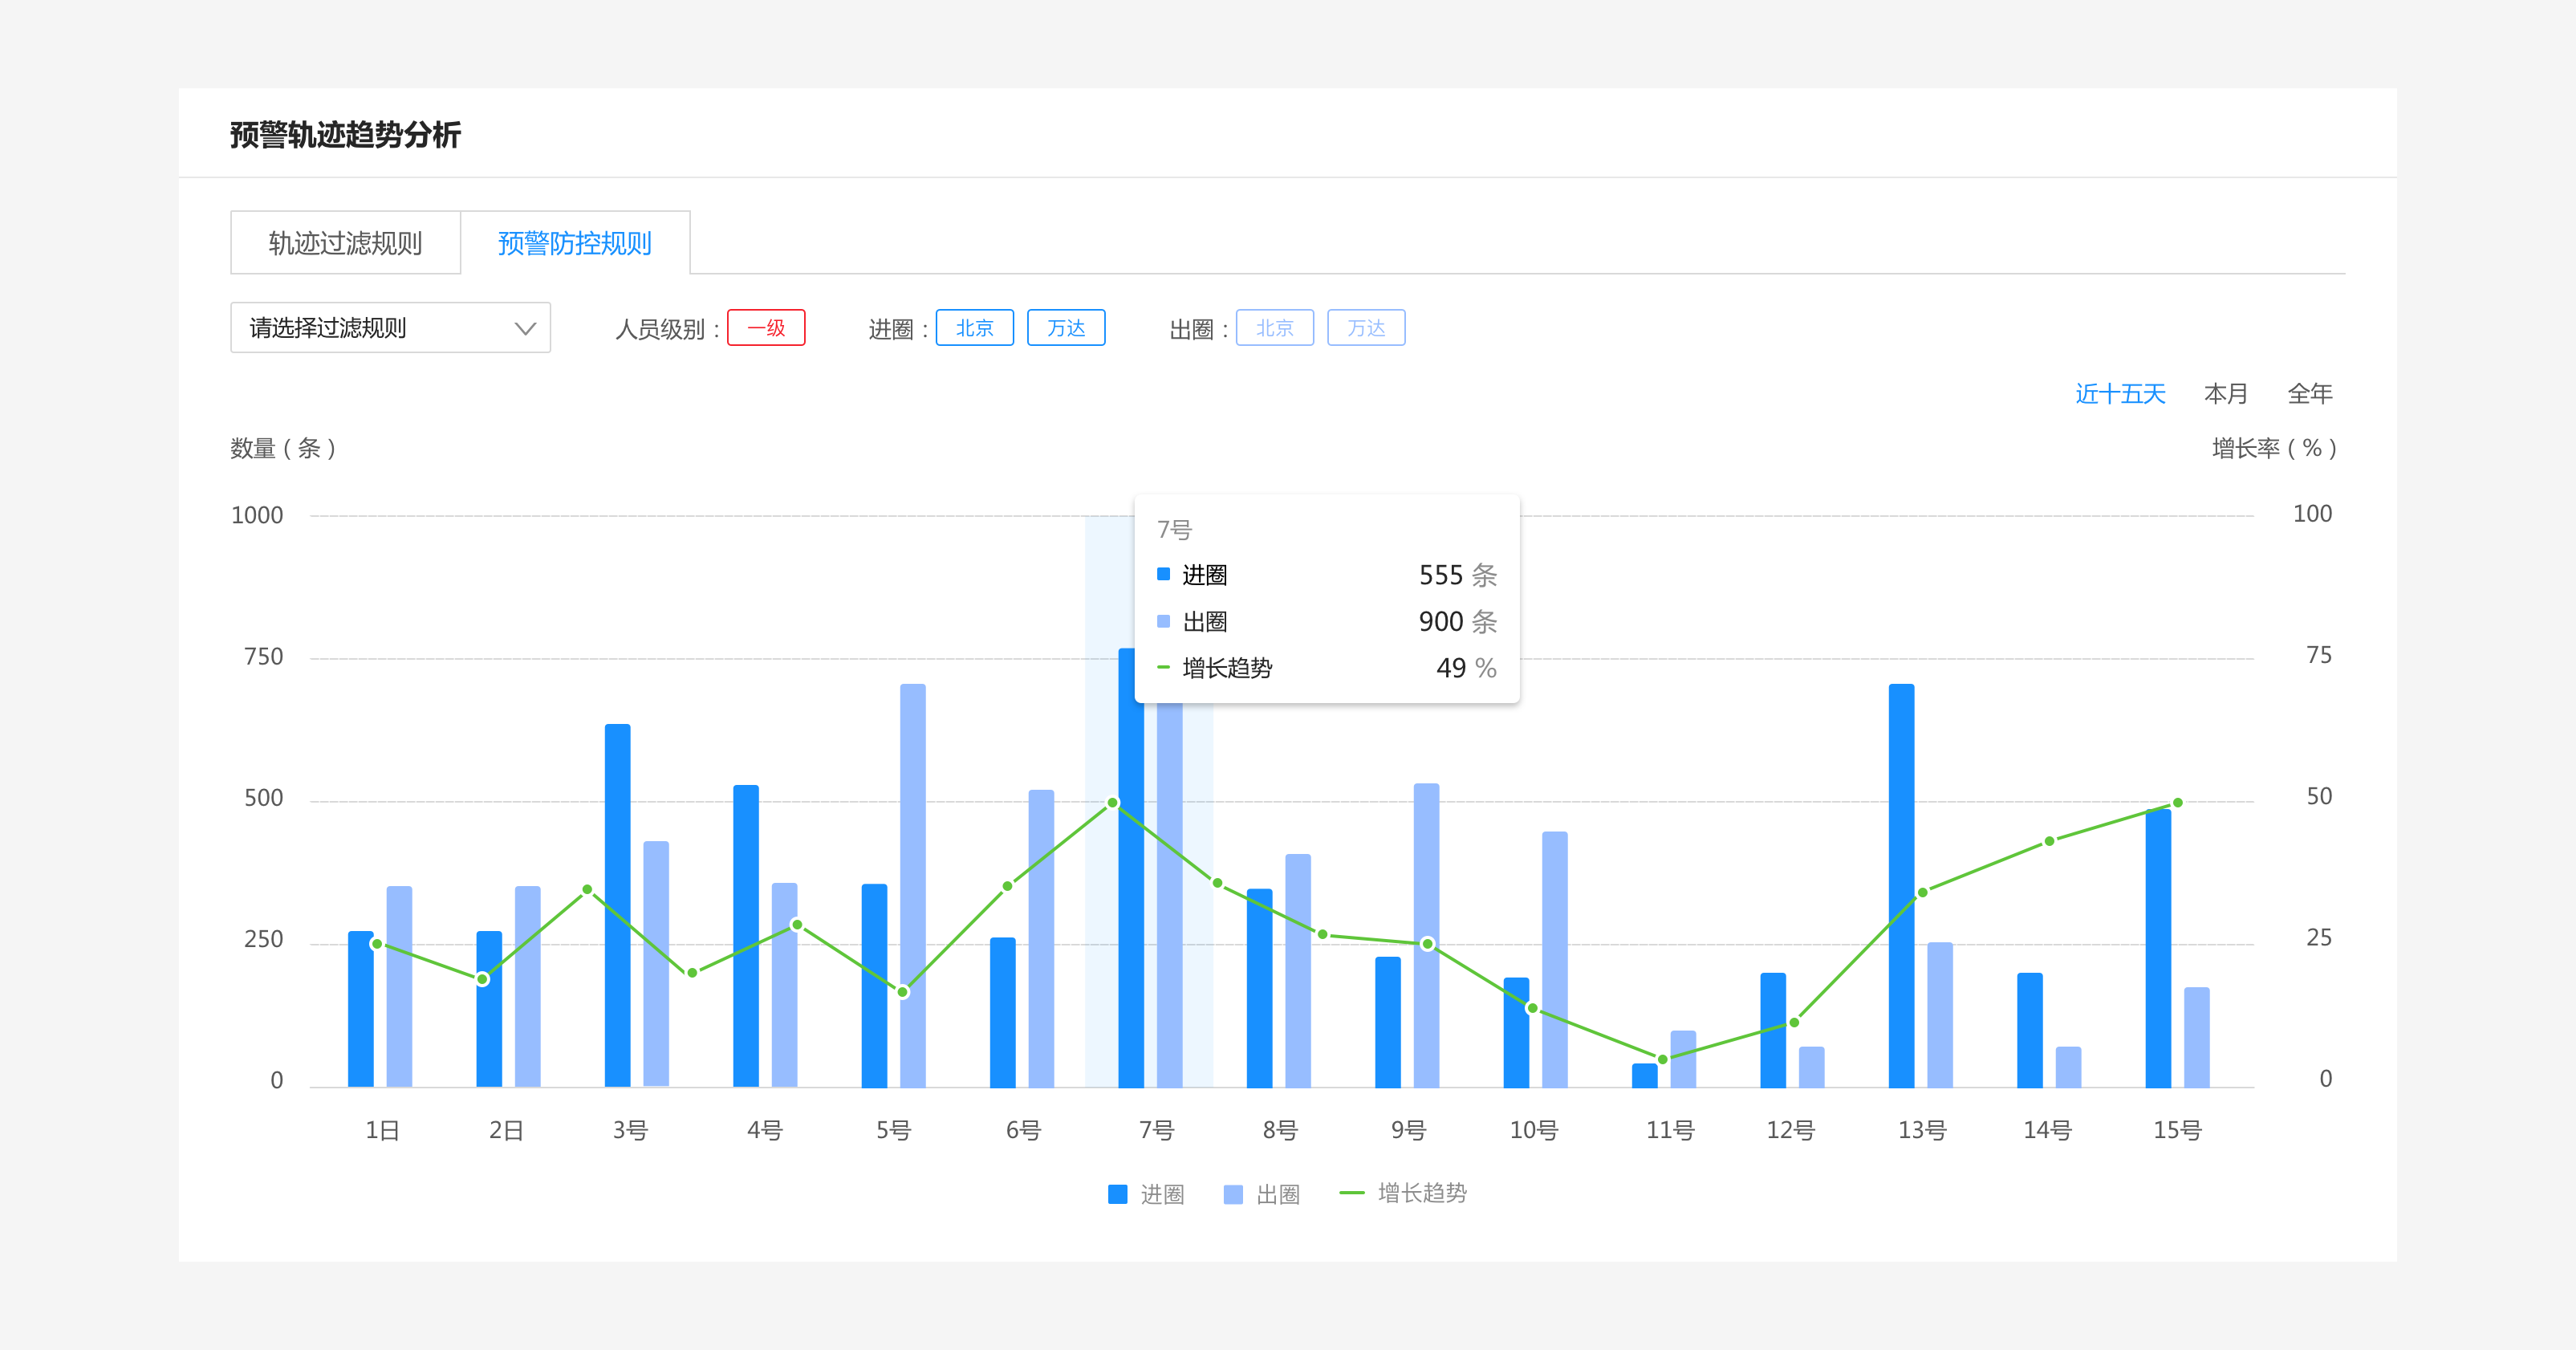 预警轨迹趋势分析
轨迹过滤规则 预警防控规则
请选择过滤规则 人员级别： 一级 进圈： 北京 万达 出圈： 北京 万达
近十五天 本月 全年
数量（条） 增长率（%）
1000 100
7号
进圈 555 条
出圈 900 条
增长趋势 49 %
750 75
500 50
250 25
0 0
1日 2日 3号 4号 5号 6号 7号 8号 9号 10号 11号 12号 13号 14号 15号
进圈 出圈 增长趋势